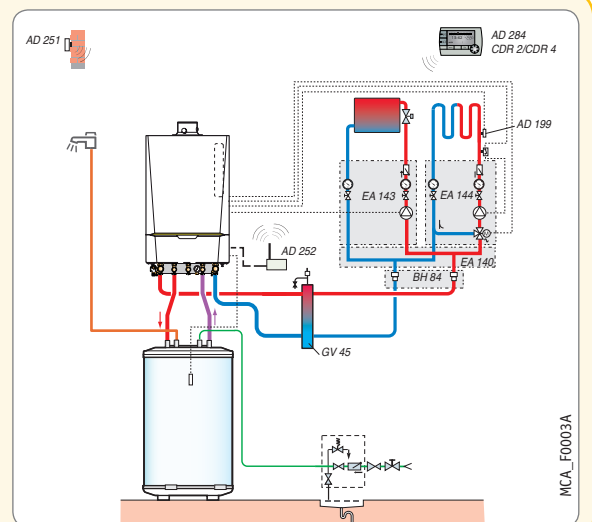 AD 251
AD 284
CDR 2/CDR 4
AD 199
EA 143
EA 144
AD 252
EA 140
BH 84
GV 45
MCA_F0003A